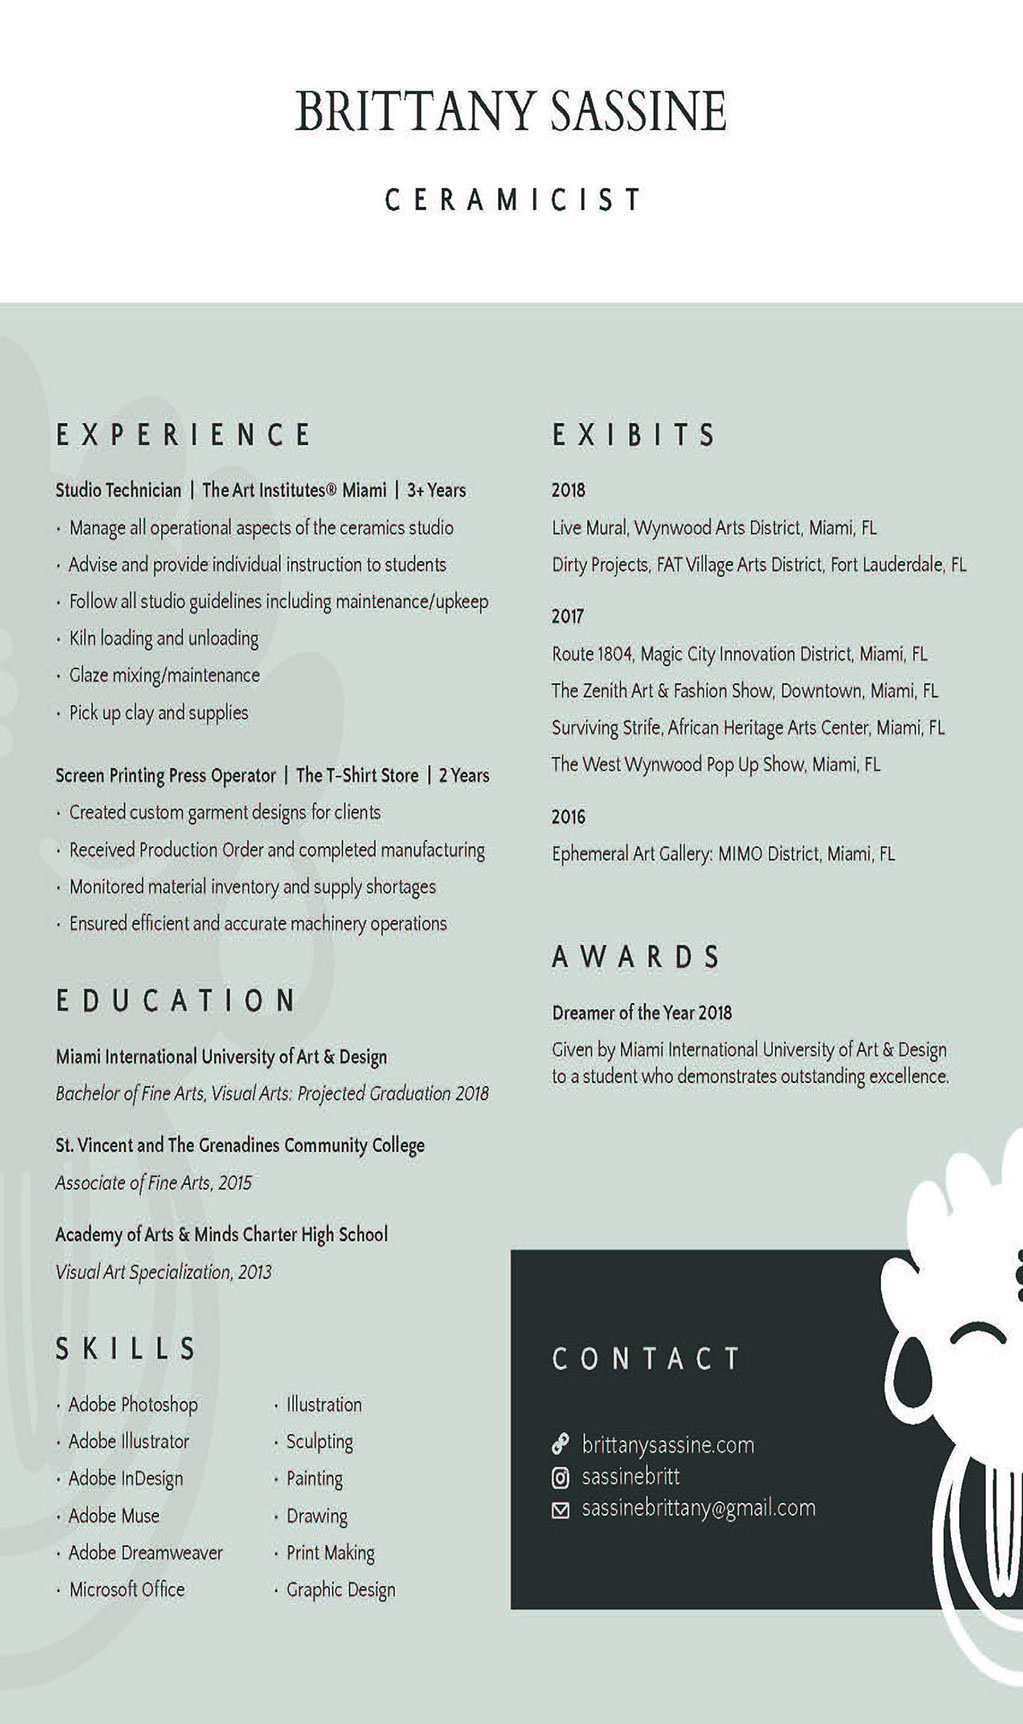 BRITTANY SASSINE
CERAMICIST
EXPERIENCE
Studio Technician | The Art Institutes® Miami | 3+ Years
· Manage all operational aspects of the ceramics studio
· Advise and provide individual instruction to students
· Follow all studio guidelines including maintenance/upkeep
· Kiln loading and unloading
· Glaze mixing/maintenance
· Pick up clay and supplies
Screen Printing Press Operator | The T-Shirt Store | 2 Years
· Created custom garment designs for clients
· Received Production Order and completed manufacturing
· Monitored material inventory and supply shortages
· Ensured efficient and accurate machinery operations
EDUCATION
Miami International University of Art & Design
Bachelor of Fine Arts, Visual Arts: Projected Graduation 2018
St. Vincent and The Grenadines Community College
Associate of Fine Arts, 2015
Academy of Arts & Minds Charter High School
Visual Art Specialization, 2013
SKILLS
· Adobe Photoshop
· Adobe Illustrator
· Adobe InDesign
· Adobe Muse
· Adobe Dreamweaver
· Microsoft Office
· Illustration
· Sculpting
· Painting
· Drawing
· Print Making
· Graphic Design
EXIBITS
2018
Live Mural, Wynwood Arts District, Miami, FL
Dirty Projects, FAT Village Arts District, Fort Lauderdale, FL
2017
Route 1804, Magic City Innovation District, Miami, FL
The Zenith Art & Fashion Show, Downtown, Miami, FL
Surviving Strife, African Heritage Arts Center, Miami, FL
The West Wynwood Pop Up Show, Miami, FL
2016
Ephemeral Art Gallery: MIMO District, Miami, FL
AWARDS
Dreamer of the Year 2018
Given by Miami International University of Art & Design
to a student who demonstrates outstanding excellence.
CONTACT
brittanysassine.com
sassinebritt
sassinebrittany@gmail.com